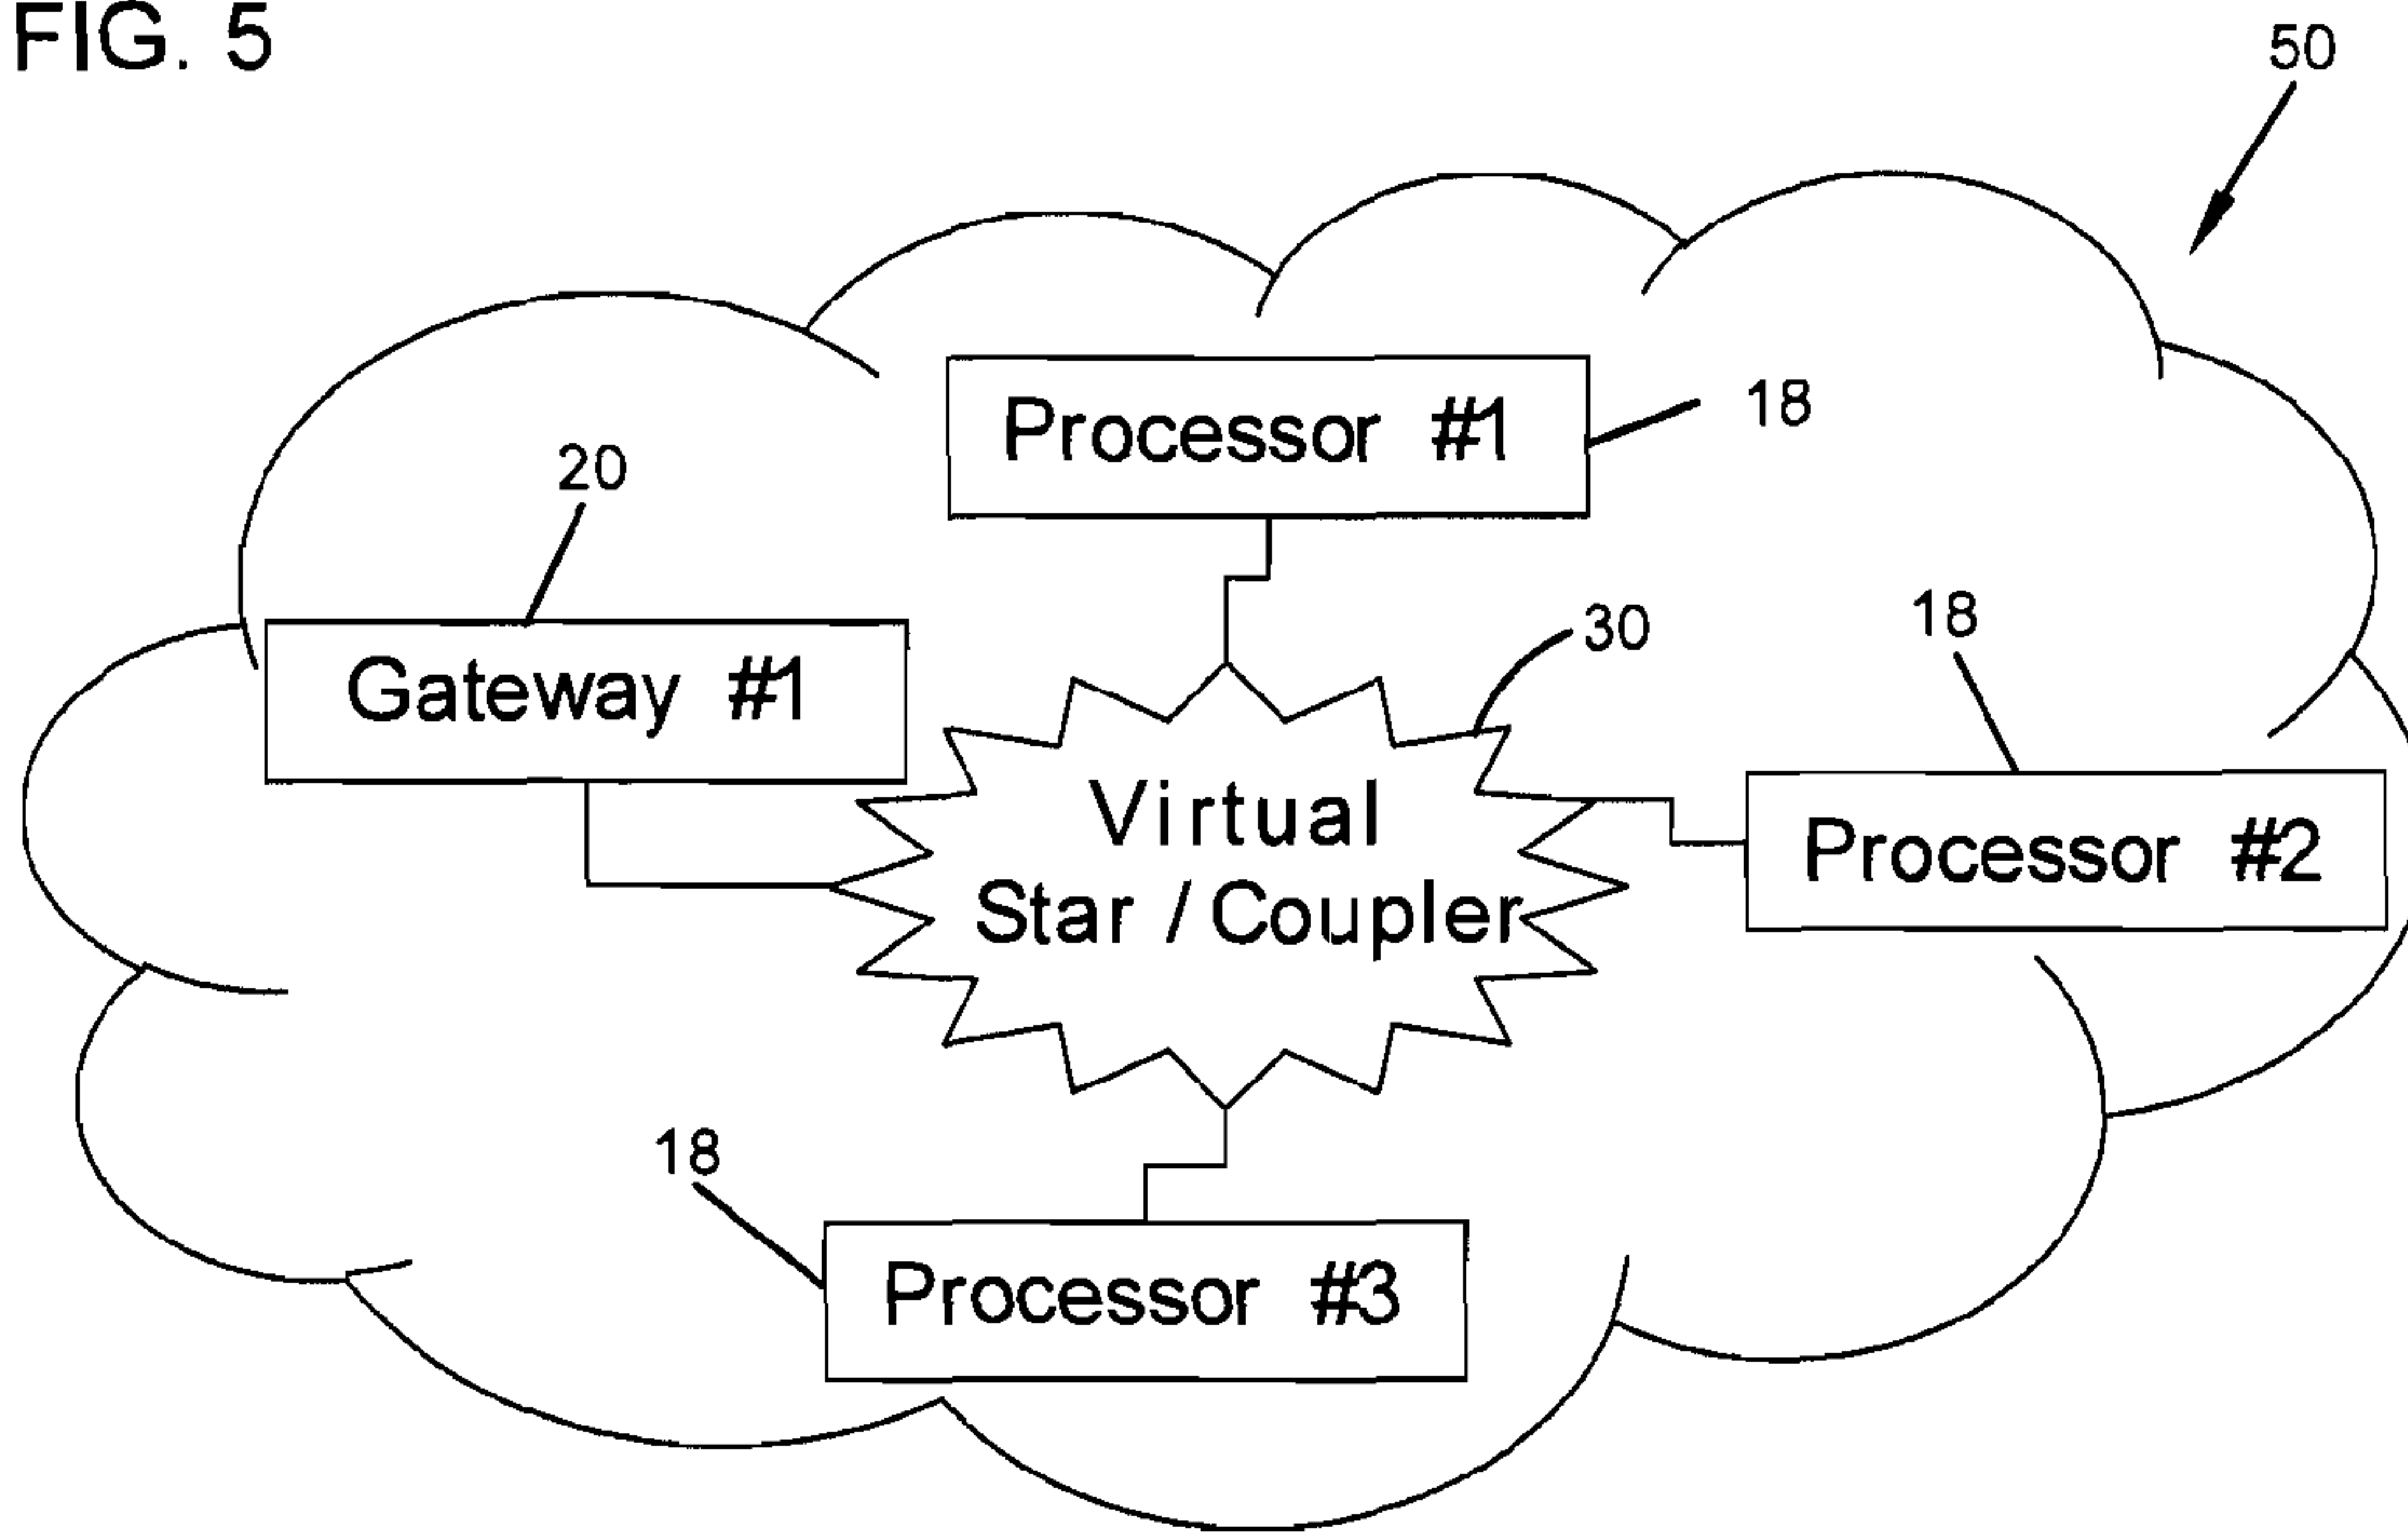 FIG. 5
50
Processor #1
18
20
Gateway #1
30
18
Virtual
Star / Coupler
Processor #2
18
Processor #3